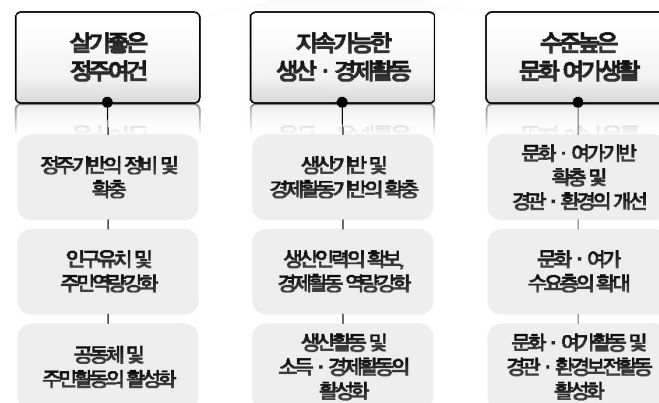 살기좋은
정주여건
정주기반의 정비 및
확충
인구유치 및
주민역량강화
공동체 및
주민활동의 활성화
지속가능한
생산 · 경제활동
생산기반 및
경제활동기반의 확충
생산인력의 확보,
경제활동 역량강화
생산활동 및
소득 · 경제활동의
활성화
수준높은
문화 여가생활
문화 · 여가기반
확충 및
경관 · 환경의 개선
문화 · 여가
수요층의 확대
문화 · 여가활동 및
경관 · 환경보전활동
활성화